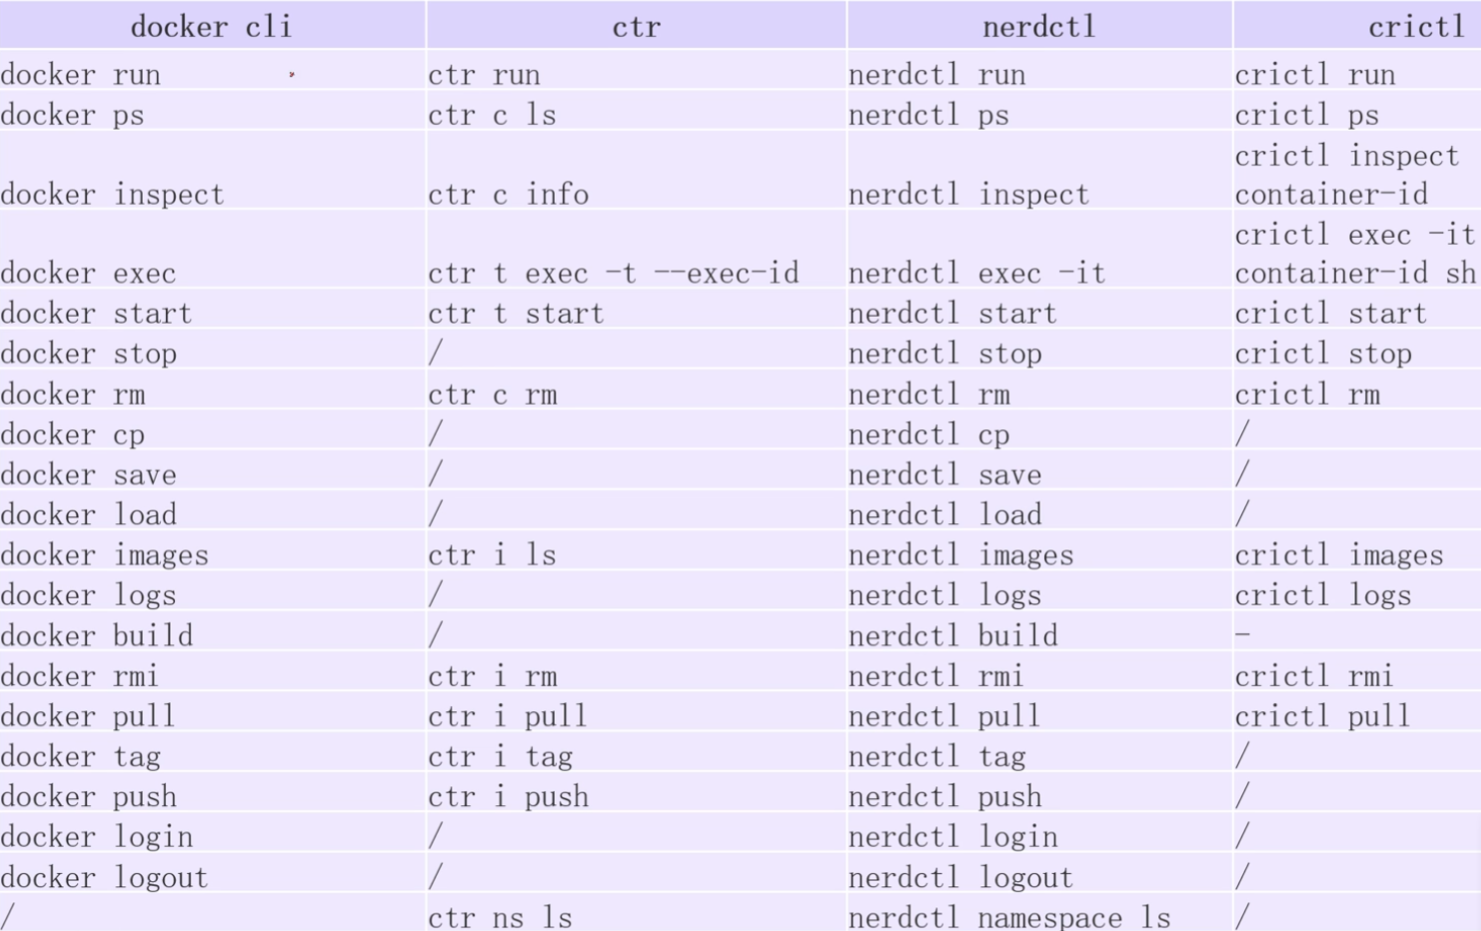 docker cli ctr nerdctl crictl
docker run ctr run nerdctl run crictl run
docker ps ctr c ls nerdctl ps crictl ps
crictl inspect
docker inspect ctr c info nerdctl inspect container-id
crictl exec -it
docker exec ctr t exec -t --exec-id nerdctl exec -it container-id sh
docker start ctr t start nerdctl start crictl start
docker stop / nerdctl stop crictl stop
docker rm ctr c rm nerdctl rm crictl rm
docker cp / nerdctl cp /
docker save / nerdctl save /
docker load / nerdctl load /
docker images ctr i ls nerdctl images crictl images
docker logs / nerdctl logs crictl logs
docker build / nerdctl build -
docker rmi ctr i rm nerdctl rmi crictl rmi
docker pull ctr i pull nerdctl pull crictl pull
docker tag ctr i tag nerdctl tag /
docker push ctr i push nerdctl push /
docker login / nerdctl login /
docker logout / nerdctl logout /
/ ctr ns ls nerdctl namespace ls /